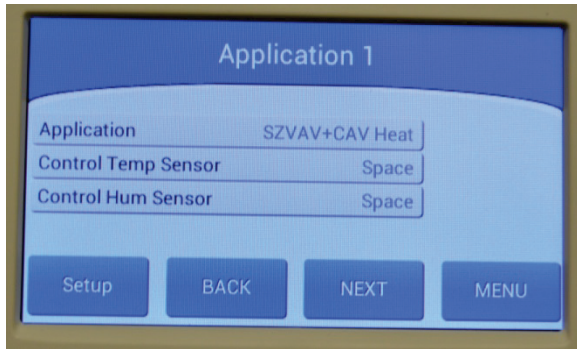 Application 1
Application SZVAV+CAV Heat
Control Temp Sensor Space
Control Hum Sensor Space
Setup BACK NEXT MENU